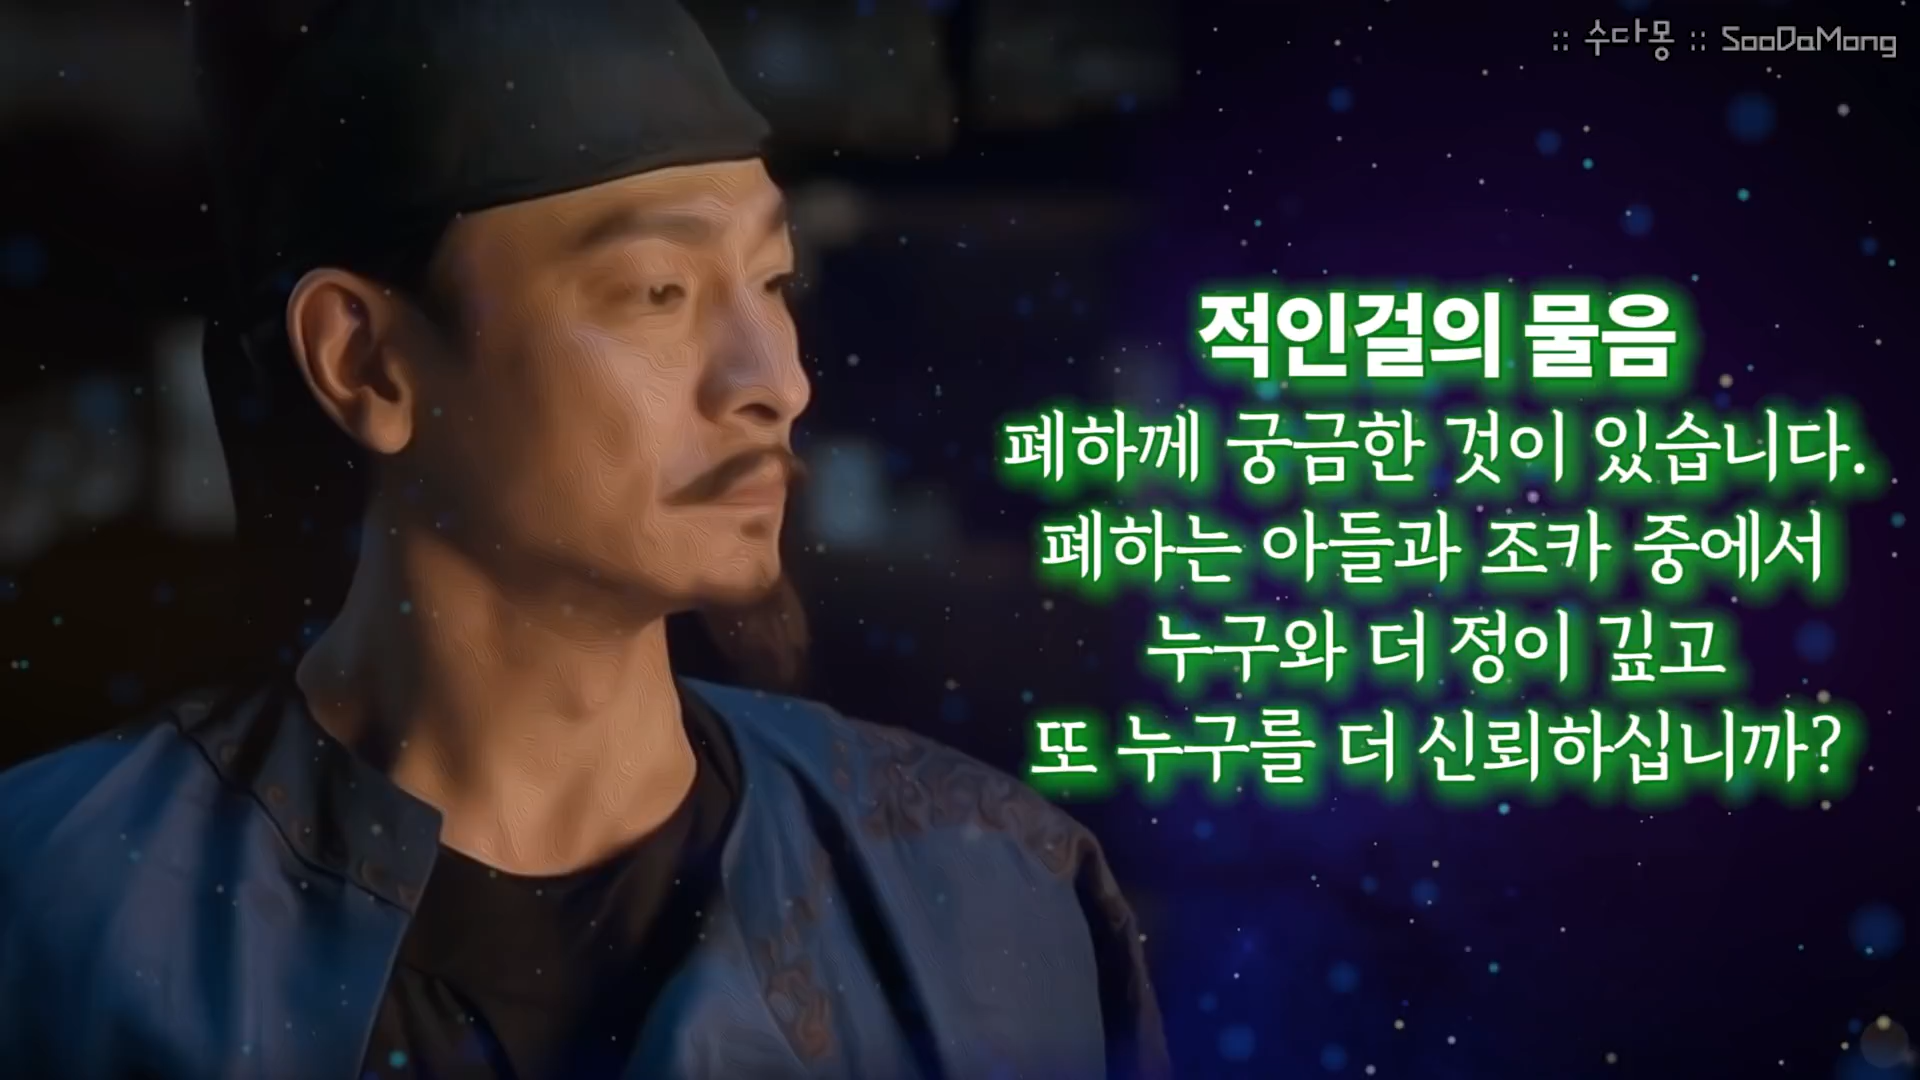 :: 수다몽 :: SooDaMong
적인걸의 물음
폐하께 궁금한 것이 있습니다.
폐하는 아들과 조카 중에서
누구와 더 정이 깊고
또 누구를 더 신뢰하십니까?